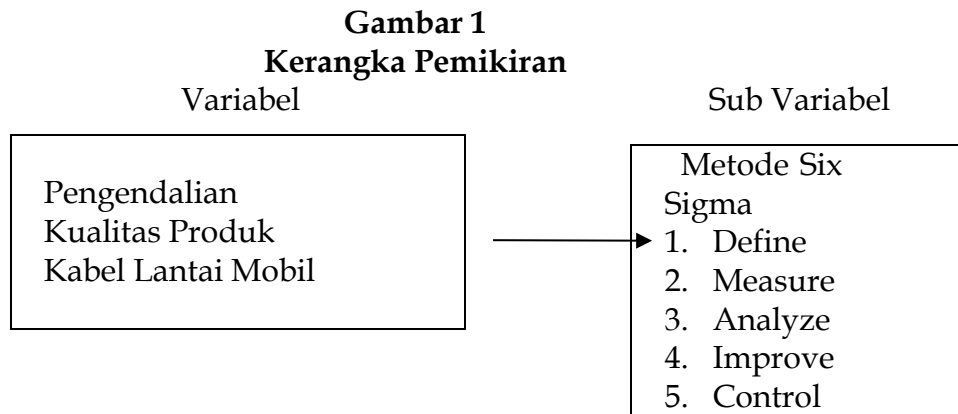 Gambar 1
Kerangka Pemikiran
Variabel
Sub Variabel
Pengendalian
Kualitas Produk
Kabel Lantai Mobil
Metode Six
Sigma
1. Define
2. Measure
3. Analyze
4. Improve
5. Control